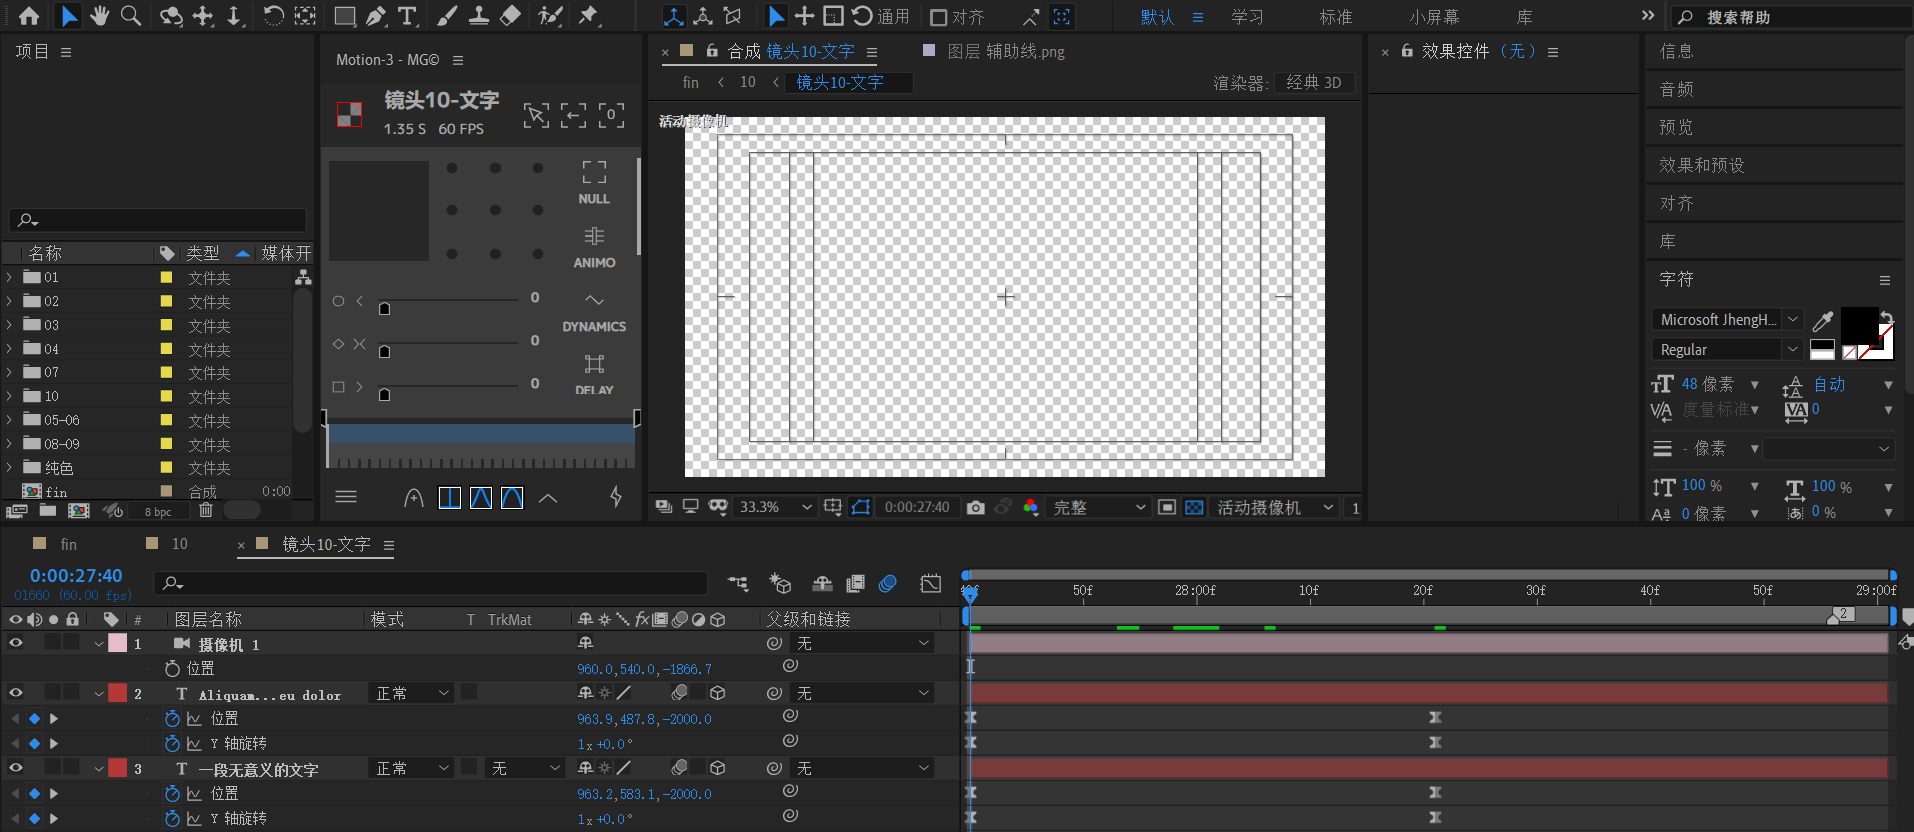 通用 对齐 默认 学习 标准 小屏幕 库 搜索帮助
项目
名称 类型 媒体开
01 文件夹
02 文件夹
03 文件夹
04 文件夹
07 文件夹
10 文件夹
05-06 文件夹
08-09 文件夹
纯色 文件夹
fin 合成 0:00
8 bpc
Motion-3 - MG©
镜头10-文字
1.35 S 60 FPS
0
NULL
ANIMO
0
DYNAMICS
0
DELAY
0
合成 镜头10-文字 图层 辅助线.png
fin 10 镜头10-文字 渲染器: 经典 3D
活动摄像机
33.3% 0:00:27:40 完整 活动摄像机 1
效果控件 (无)
信息
音频
预览
效果和预设
对齐
库
字符
Microsoft JhengH...
Regular
48 像素 自动
度量标准 0
- 像素
100 % 100 %
0 像素 0 %
fin 10 镜头10-文字
0:00:27:40
01660 (60.00 fps)
50f 28:00f 10f 20f 30f 40f 50f 29:00f
# 图层名称 模式 T TrkMat fx 父级和链接
2
1 摄像机 1 无
位置 960.0,540.0,-1866.7
2 T Aliquam...eu dolor 正常 无
位置 963.9,487.8,-2000.0
Y 轴旋转 1x+0.0°
3 T 一段无意义的文字 正常 无 无
位置 963.2,583.1,-2000.0
Y 轴旋转 1x+0.0°